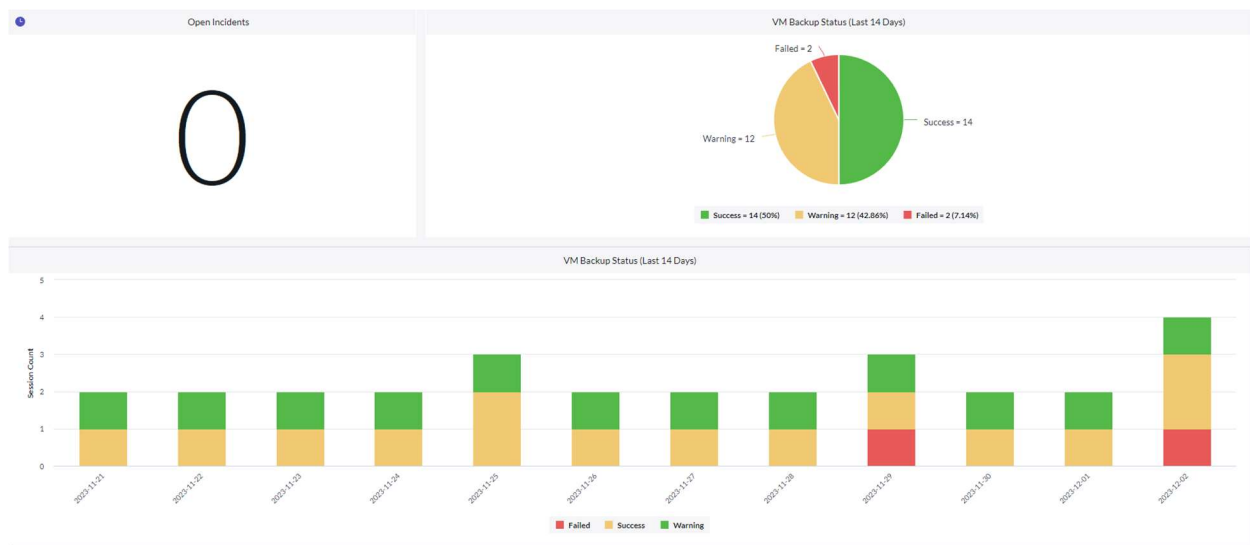 Open Incidents
0
VM Backup Status (Last 14 Days)
Failed = 2
Success = 14
Warning = 12
Success = 14 (50%) Warning = 12 (42.86%) Failed = 2 (7.14%)
VM Backup Status (Last 14 Days)
Session Count
5
4
3
2
1
0
2023-11-21
2023-11-22
2023-11-23
2023-11-24
2023-11-25
2023-11-26
2023-11-27
2023-11-28
2023-11-29
2023-11-30
2023-12-01
2023-12-02
Failed Success Warning